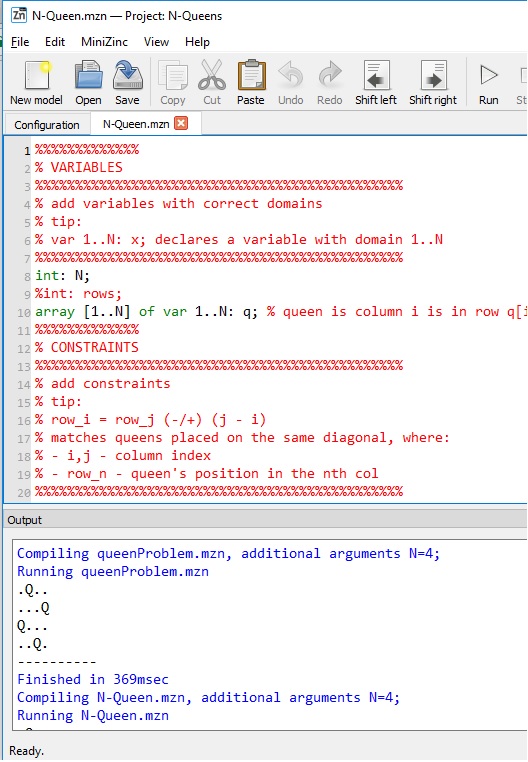 Zn N-Queen.mzn — Project: N-Queens
File Edit MiniZinc View Help
New model Open Save Copy Cut Paste Undo Redo Shift left Shift right Run
Configuration N-Queen.mzn
1 %%%%%%%%%%%%%
2 % VARIABLES
3 %%%%%%%%%%%%%%%%%%%%%%%%%%%%%%%%%%%%%%%%%%%%%%
4 % add variables with correct domains
5 % tip:
6 % var 1..N: x; declares a variable with domain 1..N
7 %%%%%%%%%%%%%%%%%%%%%%%%%%%%%%%%%%%%%%%%%%%%%%
8 int: N;
9 %int: rows;
10 array [1..N] of var 1..N: q; % queen is column i is in row q[i
11 %%%%%%%%%%%%%
12 % CONSTRAINTS
13 %%%%%%%%%%%%%%%%%%%%%%%%%%%%%%%%%%%%%%%%%%%%%%
14 % add constraints
15 % tip:
16 % row_i = row_j (-/+) (j - i)
17 % matches queens placed on the same diagonal, where:
18 % - i,j - column index
19 % - row_n - queen's position in the nth col
20 %%%%%%%%%%%%%%%%%%%%%%%%%%%%%%%%%%%%%%%%%%%%%%
Output
Compiling queenProblem.mzn, additional arguments N=4;
Running queenProblem.mzn
.Q..
...Q
Q...
..Q.
----------
Finished in 369msec
Compiling N-Queen.mzn, additional arguments N=4;
Running N-Queen.mzn
Ready.